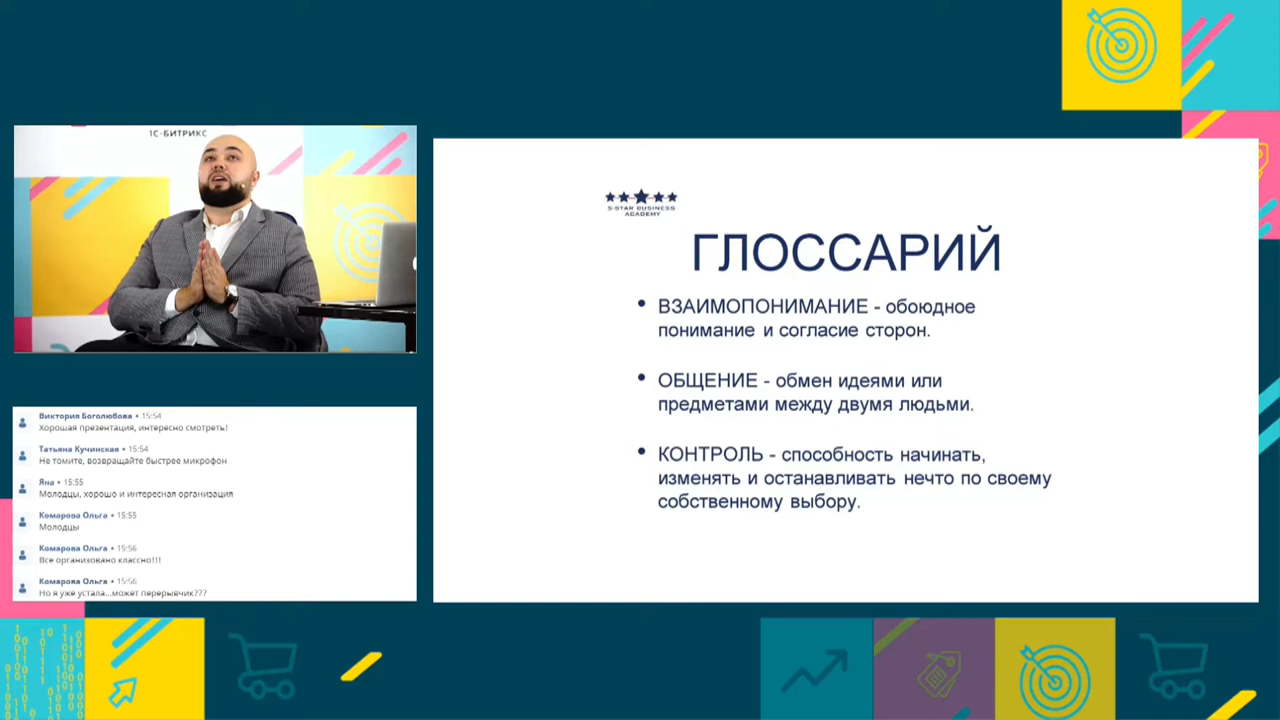 1С-БИТРИКС
5-STAR BUSINESS
ACADEMY
ГЛОССАРИЙ
• ВЗАИМОПОНИМАНИЕ - обоюдное
понимание и согласие сторон.
• ОБЩЕНИЕ - обмен идеями или
предметами между двумя людьми.
• КОНТРОЛЬ - способность начинать,
изменять и останавливать нечто по своему
собственному выбору.
Виктория Боголюбова • 15:54
Хорошая презентация, интересно смотреть!
Татьяна Кучинская • 15:54
Не томите, возвращайте быстрее микрофон
Яна • 15:55
Молодцы, хорошо и интересная организация
Комарова Ольга • 15:55
Молодцы
Комарова Ольга • 15:56
Все организовано классно!!!
Комарова Ольга • 15:56
Но я уже устала...может перерывчик???